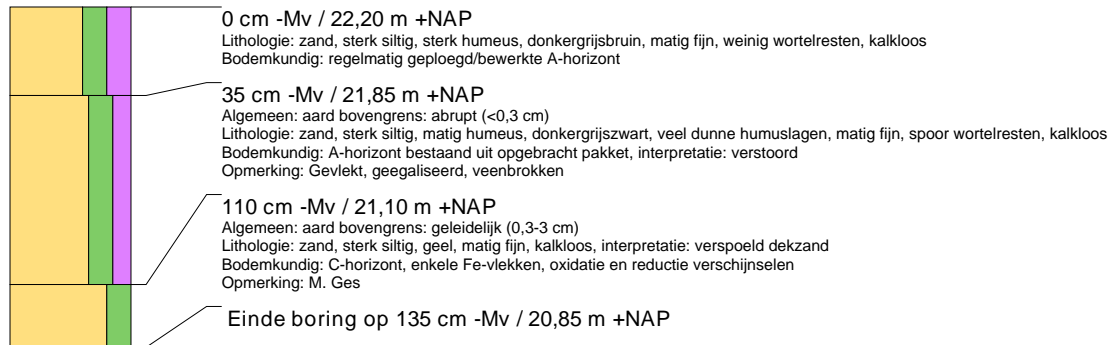 0 cm -Mv / 22,20 m +NAP
Lithologie: zand, sterk siltig, sterk humeus, donkergrijsbruin, matig fijn, weinig wortelresten, kalkloos
Bodemkundig: regelmatig geploegd/bewerkte A-horizont
35 cm -Mv / 21,85 m +NAP
Algemeen: aard bovengrens: abrupt (<0,3 cm)
Lithologie: zand, sterk siltig, matig humeus, donkergrijszwart, veel dunne humuslagen, matig fijn, spoor wortelresten, kalkloos
Bodemkundig: A-horizont bestaand uit opgebracht pakket, interpretatie: verstoord
Opmerking: Gevlekt, geegaliseerd, veenbrokken
110 cm -Mv / 21,10 m +NAP
Algemeen: aard bovengrens: geleidelijk (0,3-3 cm)
Lithologie: zand, sterk siltig, geel, matig fijn, kalkloos, interpretatie: verspoeld dekzand
Bodemkundig: C-horizont, enkele Fe-vlekken, oxidatie en reductie verschijnselen
Opmerking: M. Ges
Einde boring op 135 cm -Mv / 20,85 m +NAP